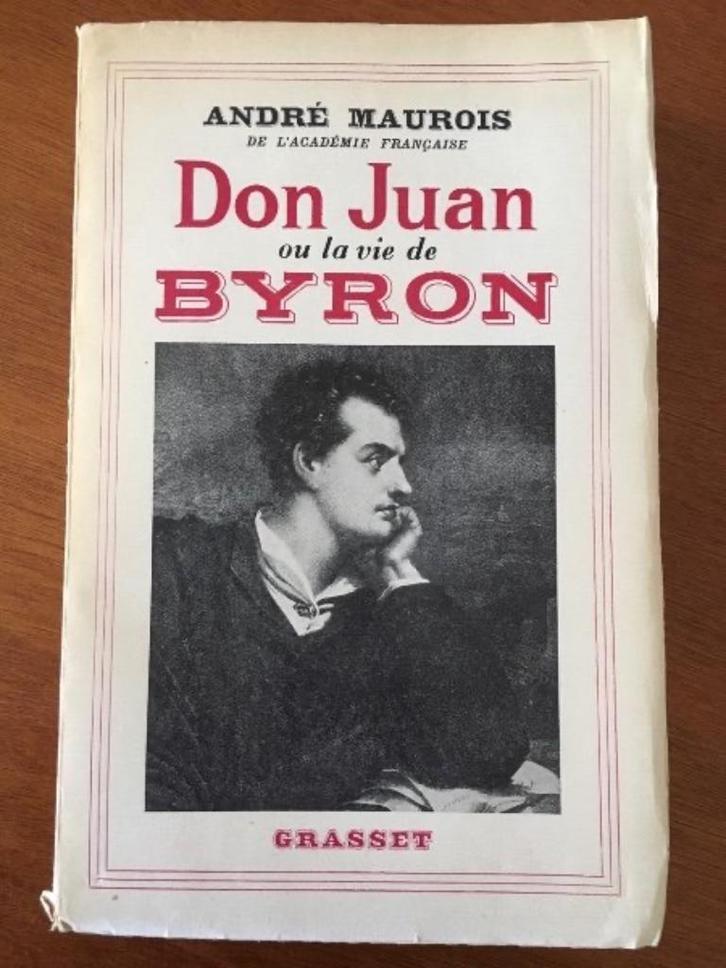 ANDRÉ MAUROIS
DE L'ACADÉMIE FRANÇAISE
Don Juan
ou la vie de
BYRON
GRASSET